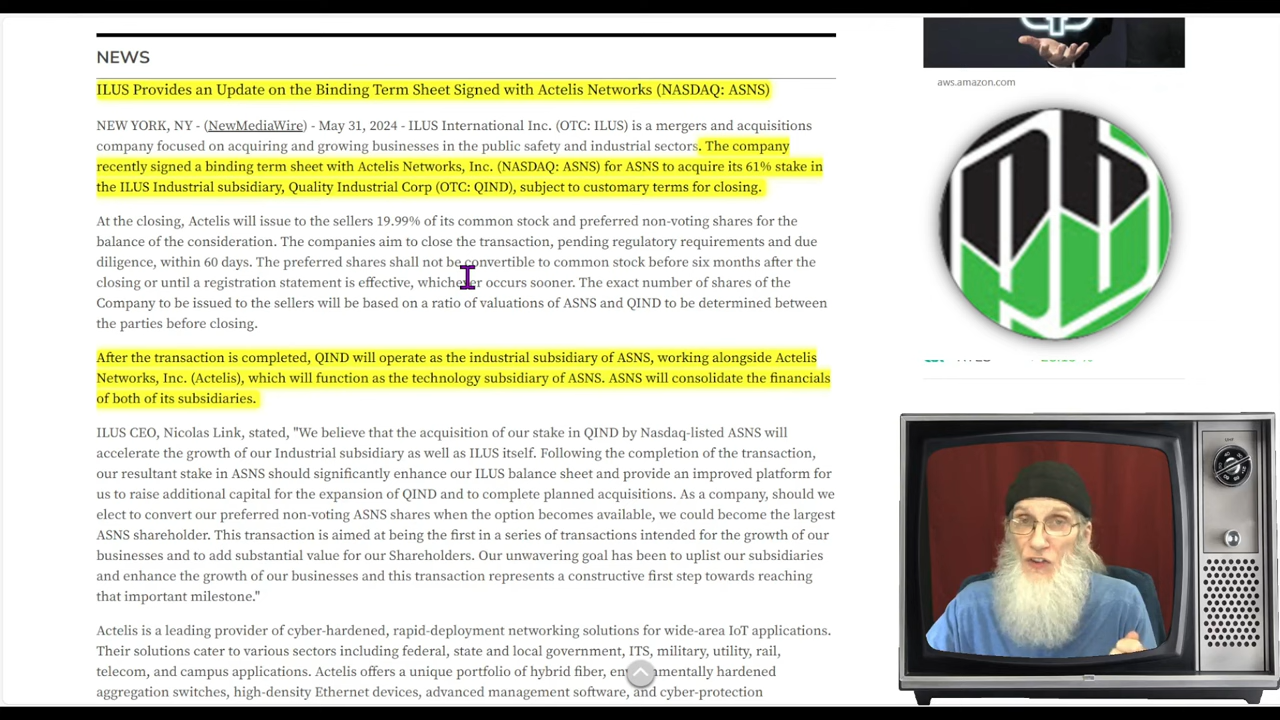 NEWS
ILUS Provides an Update on the Binding Term Sheet Signed with Actelis Networks (NASDAQ: ASNS)
NEW YORK, NY - (NewMediaWire) - May 31, 2024 - ILUS International Inc. (OTC: ILUS) is a mergers and acquisitions
company focused on acquiring and growing businesses in the public safety and industrial sectors. The company
recently signed a binding term sheet with Actelis Networks, Inc. (NASDAQ: ASNS) for ASNS to acquire its 61% stake in
the ILUS Industrial subsidiary, Quality Industrial Corp (OTC: QIND), subject to customary terms for closing.
At the closing, Actelis will issue to the sellers 19.99% of its common stock and preferred non-voting shares for the
balance of the consideration. The companies aim to close the transaction, pending regulatory requirements and due
diligence, within 60 days. The preferred shares shall not be convertible to common stock before six months after the
closing or until a registration statement is effective, whichever occurs sooner. The exact number of shares of the
Company to be issued to the sellers will be based on a ratio of valuations of ASNS and QIND to be determined between
the parties before closing.
After the transaction is completed, QIND will operate as the industrial subsidiary of ASNS, working alongside Actelis
Networks, Inc. (Actelis), which will function as the technology subsidiary of ASNS. ASNS will consolidate the financials
of both of its subsidiaries.
ILUS CEO, Nicolas Link, stated, "We believe that the acquisition of our stake in QIND by Nasdaq-listed ASNS will
accelerate the growth of our Industrial subsidiary as well as ILUS itself. Following the completion of the transaction,
our resultant stake in ASNS should significantly enhance our ILUS balance sheet and provide an improved platform for
us to raise additional capital for the expansion of QIND and to complete planned acquisitions. As a company, should we
elect to convert our preferred non-voting ASNS shares when the option becomes available, we could become the largest
ASNS shareholder. This transaction is aimed at being the first in a series of transactions intended for the growth of our
businesses and to add substantial value for our Shareholders. Our unwavering goal has been to uplist our subsidiaries
and enhance the growth of our businesses and this transaction represents a constructive first step towards reaching
that important milestone."
Actelis is a leading provider of cyber-hardened, rapid-deployment networking solutions for wide-area IoT applications.
Their solutions cater to various sectors including federal, state and local government, ITS, military, utility, rail,
telecom, and campus applications. Actelis offers a unique portfolio of hybrid fiber, environmentally hardened
aggregation switches, high-density Ethernet devices, advanced management software, and cyber-protection
aws.amazon.com